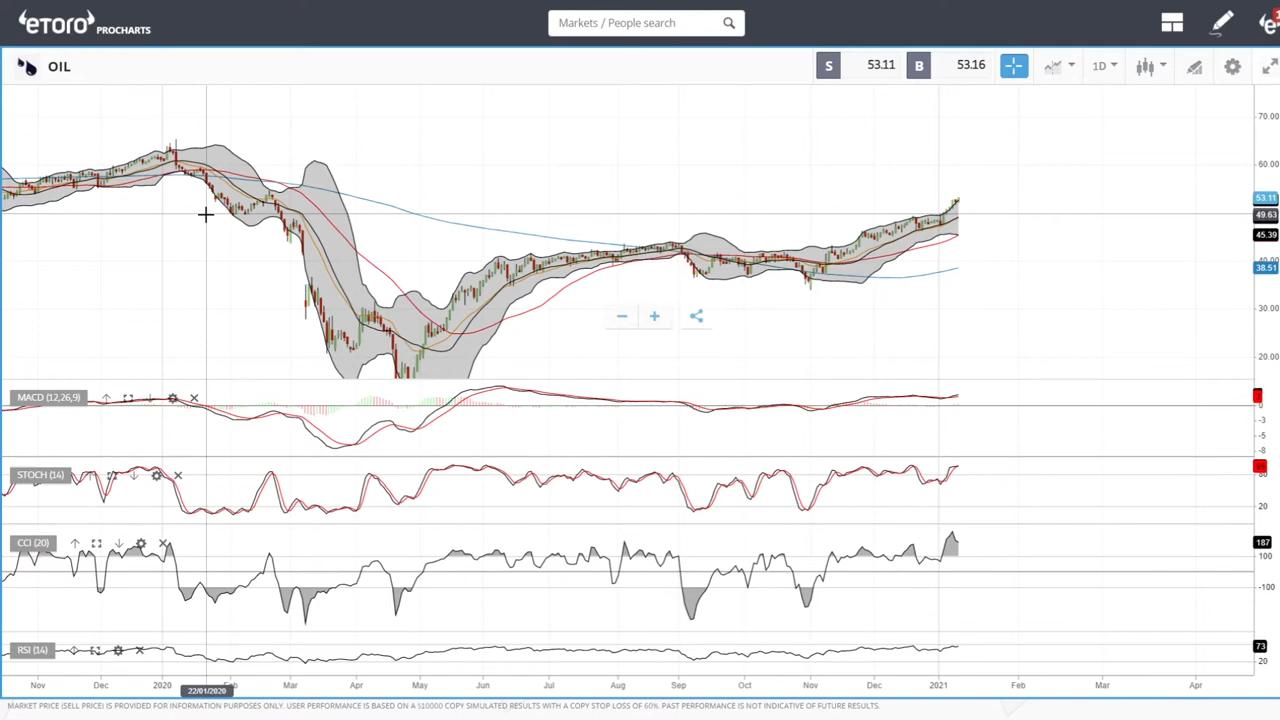 etoro PROCHARTS
Markets / People search
OIL
S 53.11 B 53.16
1D
70.00
60.00
53.11
49.63
45.39
40.00
38.51
30.00
20.00
MACD (12,26,9)
0
-3
-5
-8
STOCH (14)
80
20
CCI (20)
187
100
-100
RSI (14)
73
20
Nov Dec 2020 Feb Mar Apr May Jun Jul Aug Sep Oct Nov Dec 2021 Feb Mar Apr
22/01/2020
MARKET PRICE (SELL PRICE) IS PROVIDED FOR INFORMATION PURPOSES ONLY. USER PERFORMANCE IS BASED ON A $10000 COPY SIMULATED RESULTS WITH A COPY STOP LOSS OF 60%. PAST PERFORMANCE IS NOT INDICATIVE OF FUTURE RESULTS.